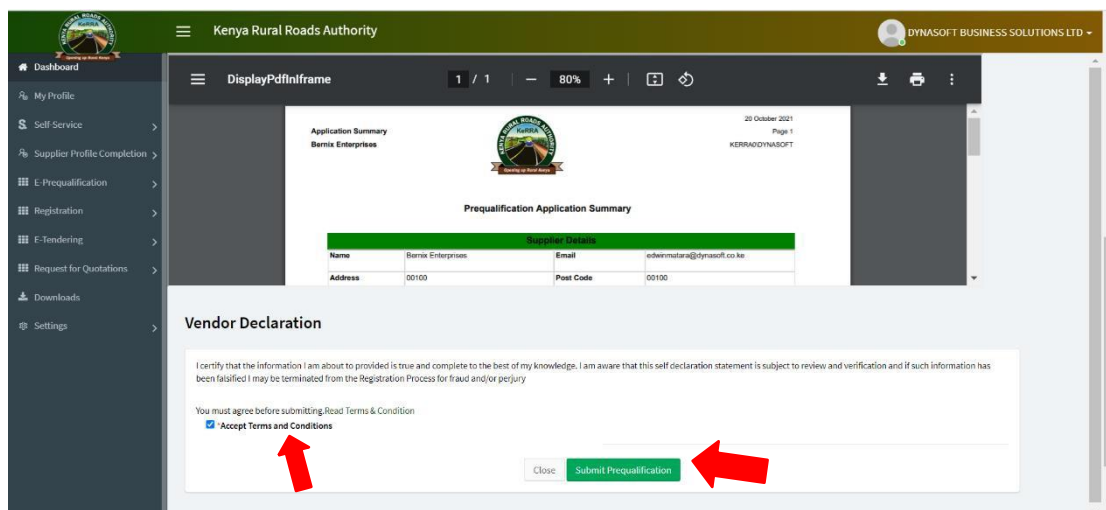 Kenya Rural Roads Authority
DYNASOFT BUSINESS SOLUTIONS LTD
Dashboard
My Profile
Self-Service
Supplier Profile Completion
E-Prequalification
Registration
E-Tendering
Request for Quotations
Downloads
Settings
DisplayPdfInIframe
1 / 1
80%
Application Summary
Bernix Enterprises
KeRRA
20 October 2021
Page 1
KERRA0\DYNASOFT
Prequalification Application Summary
Supplier Details
Name Bernix Enterprises Email edwinmatara@dynasoft.co.ke
Address 00100 Post Code 00100
Vendor Declaration
I certify that the information I am about to provided is true and complete to the best of my knowledge. I am aware that this self declaration statement is subject to review and verification and if such information has
been falsified I may be terminated from the Registration Process for fraud and/or perjury
You must agree before submitting.Read Terms & Condition
*Accept Terms and Conditions
Close Submit Prequalification